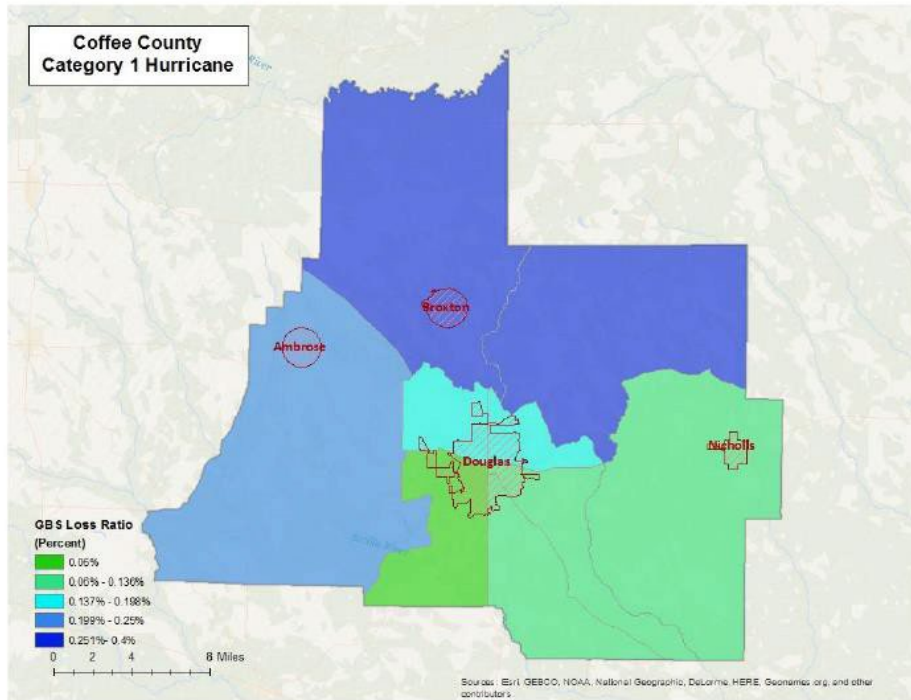 Coffee County
Category 1 Hurricane
River
Broxton
Ambrose
Nicholls
Douglas
GBS Loss Ratio
(Percent)
0.06%
0.06% - 0.136%
0.137% - 0.198%
0.199% - 0.25%
0.251% - 0.4%
0 2 4 8 Miles
Sources: Esri, GEBCO, NOAA, National Geographic, DeLorme, HERE, Geonames.org, and other
contributors